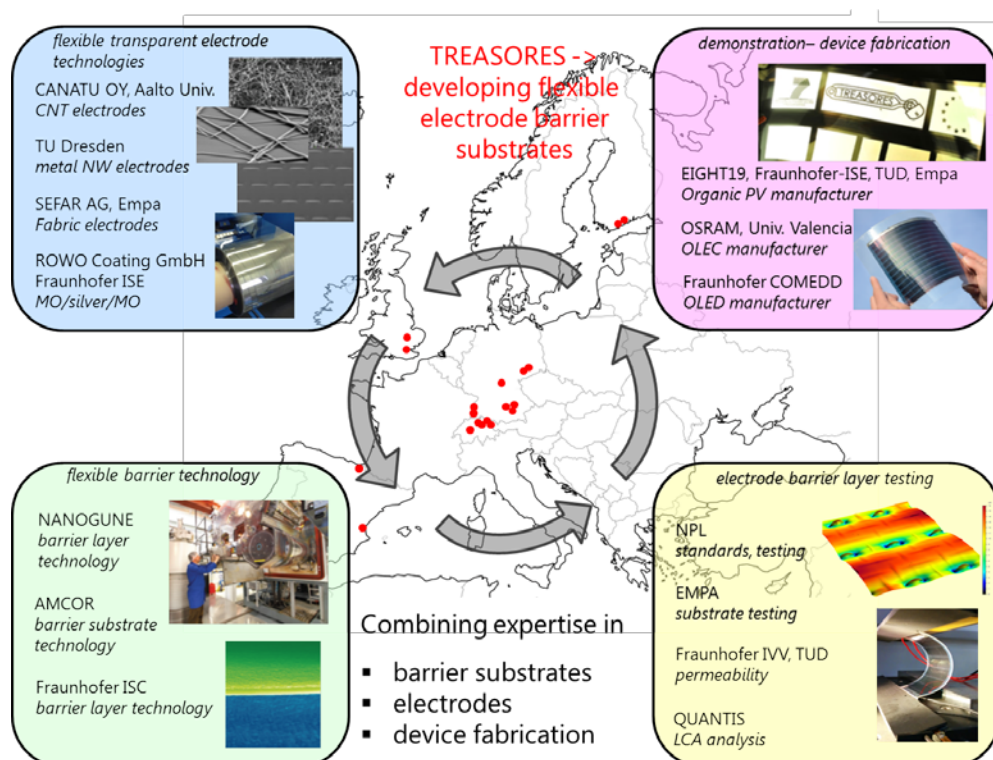 flexible transparent electrode
technologies
CANATU OY, Aalto Univ.
CNT electrodes
TU Dresden
metal NW electrodes
SEFAR AG, Empa
Fabric electrodes
ROWO Coating GmbH
Fraunhofer ISE
MO/silver/MO
TREASORES ->
developing flexible
electrode barrier
substrates
demonstration– device fabrication
7
TREASORES
EIGHT19, Fraunhofer-ISE, TUD, Empa
Organic PV manufacturer
OSRAM, Univ. Valencia
OLEC manufacturer
Fraunhofer COMEDD
OLED manufacturer
flexible barrier technology
NANOGUNE
barrier layer
technology
AMCOR
barrier substrate
technology
Fraunhofer ISC
barrier layer technology
Combining expertise in
▪ barrier substrates
▪ electrodes
▪ device fabrication
electrode barrier layer testing
NPL
standards, testing
EMPA
substrate testing
Fraunhofer IVV, TUD
permeability
QUANTIS
LCA analysis